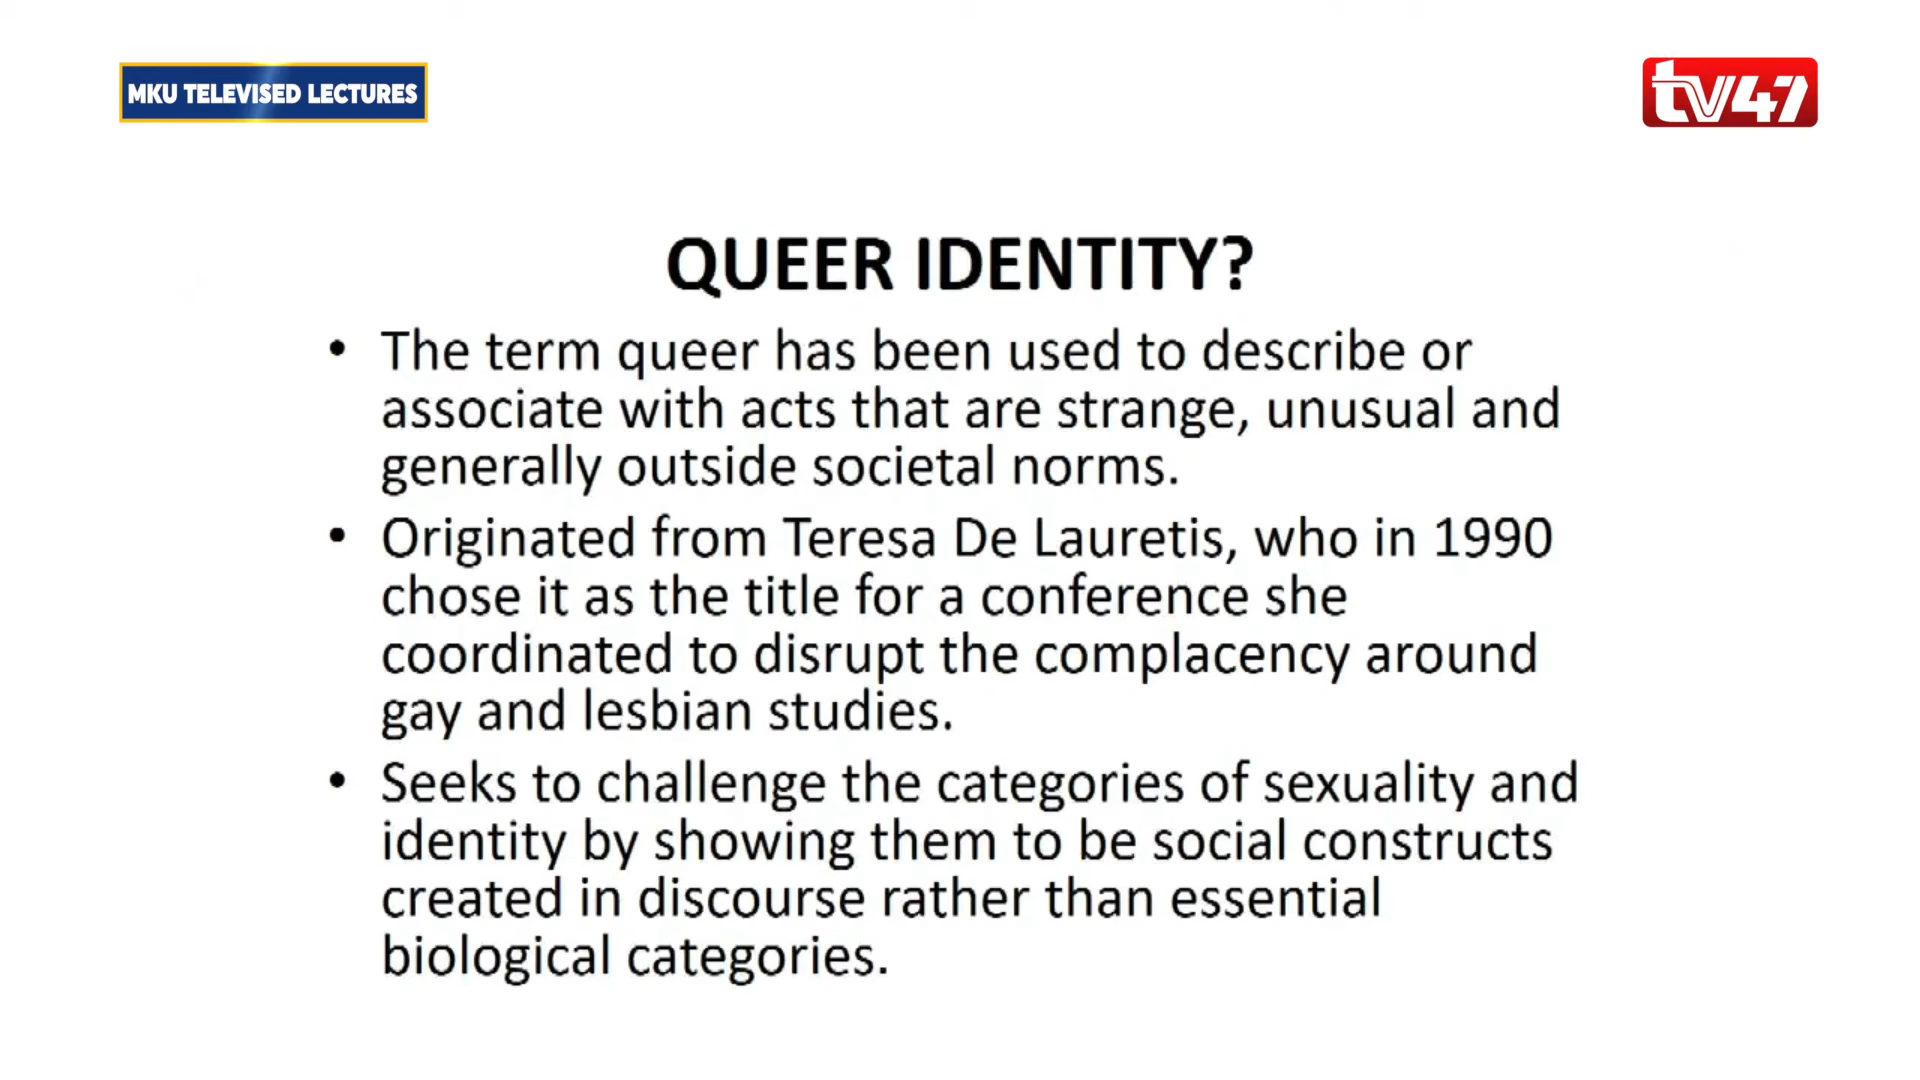 MKU TELEVISED LECTURES
tv47
QUEER IDENTITY?
• The term queer has been used to describe or
associate with acts that are strange, unusual and
generally outside societal norms.
• Originated from Teresa De Lauretis, who in 1990
chose it as the title for a conference she
coordinated to disrupt the complacency around
gay and lesbian studies.
• Seeks to challenge the categories of sexuality and
identity by showing them to be social constructs
created in discourse rather than essential
biological categories.